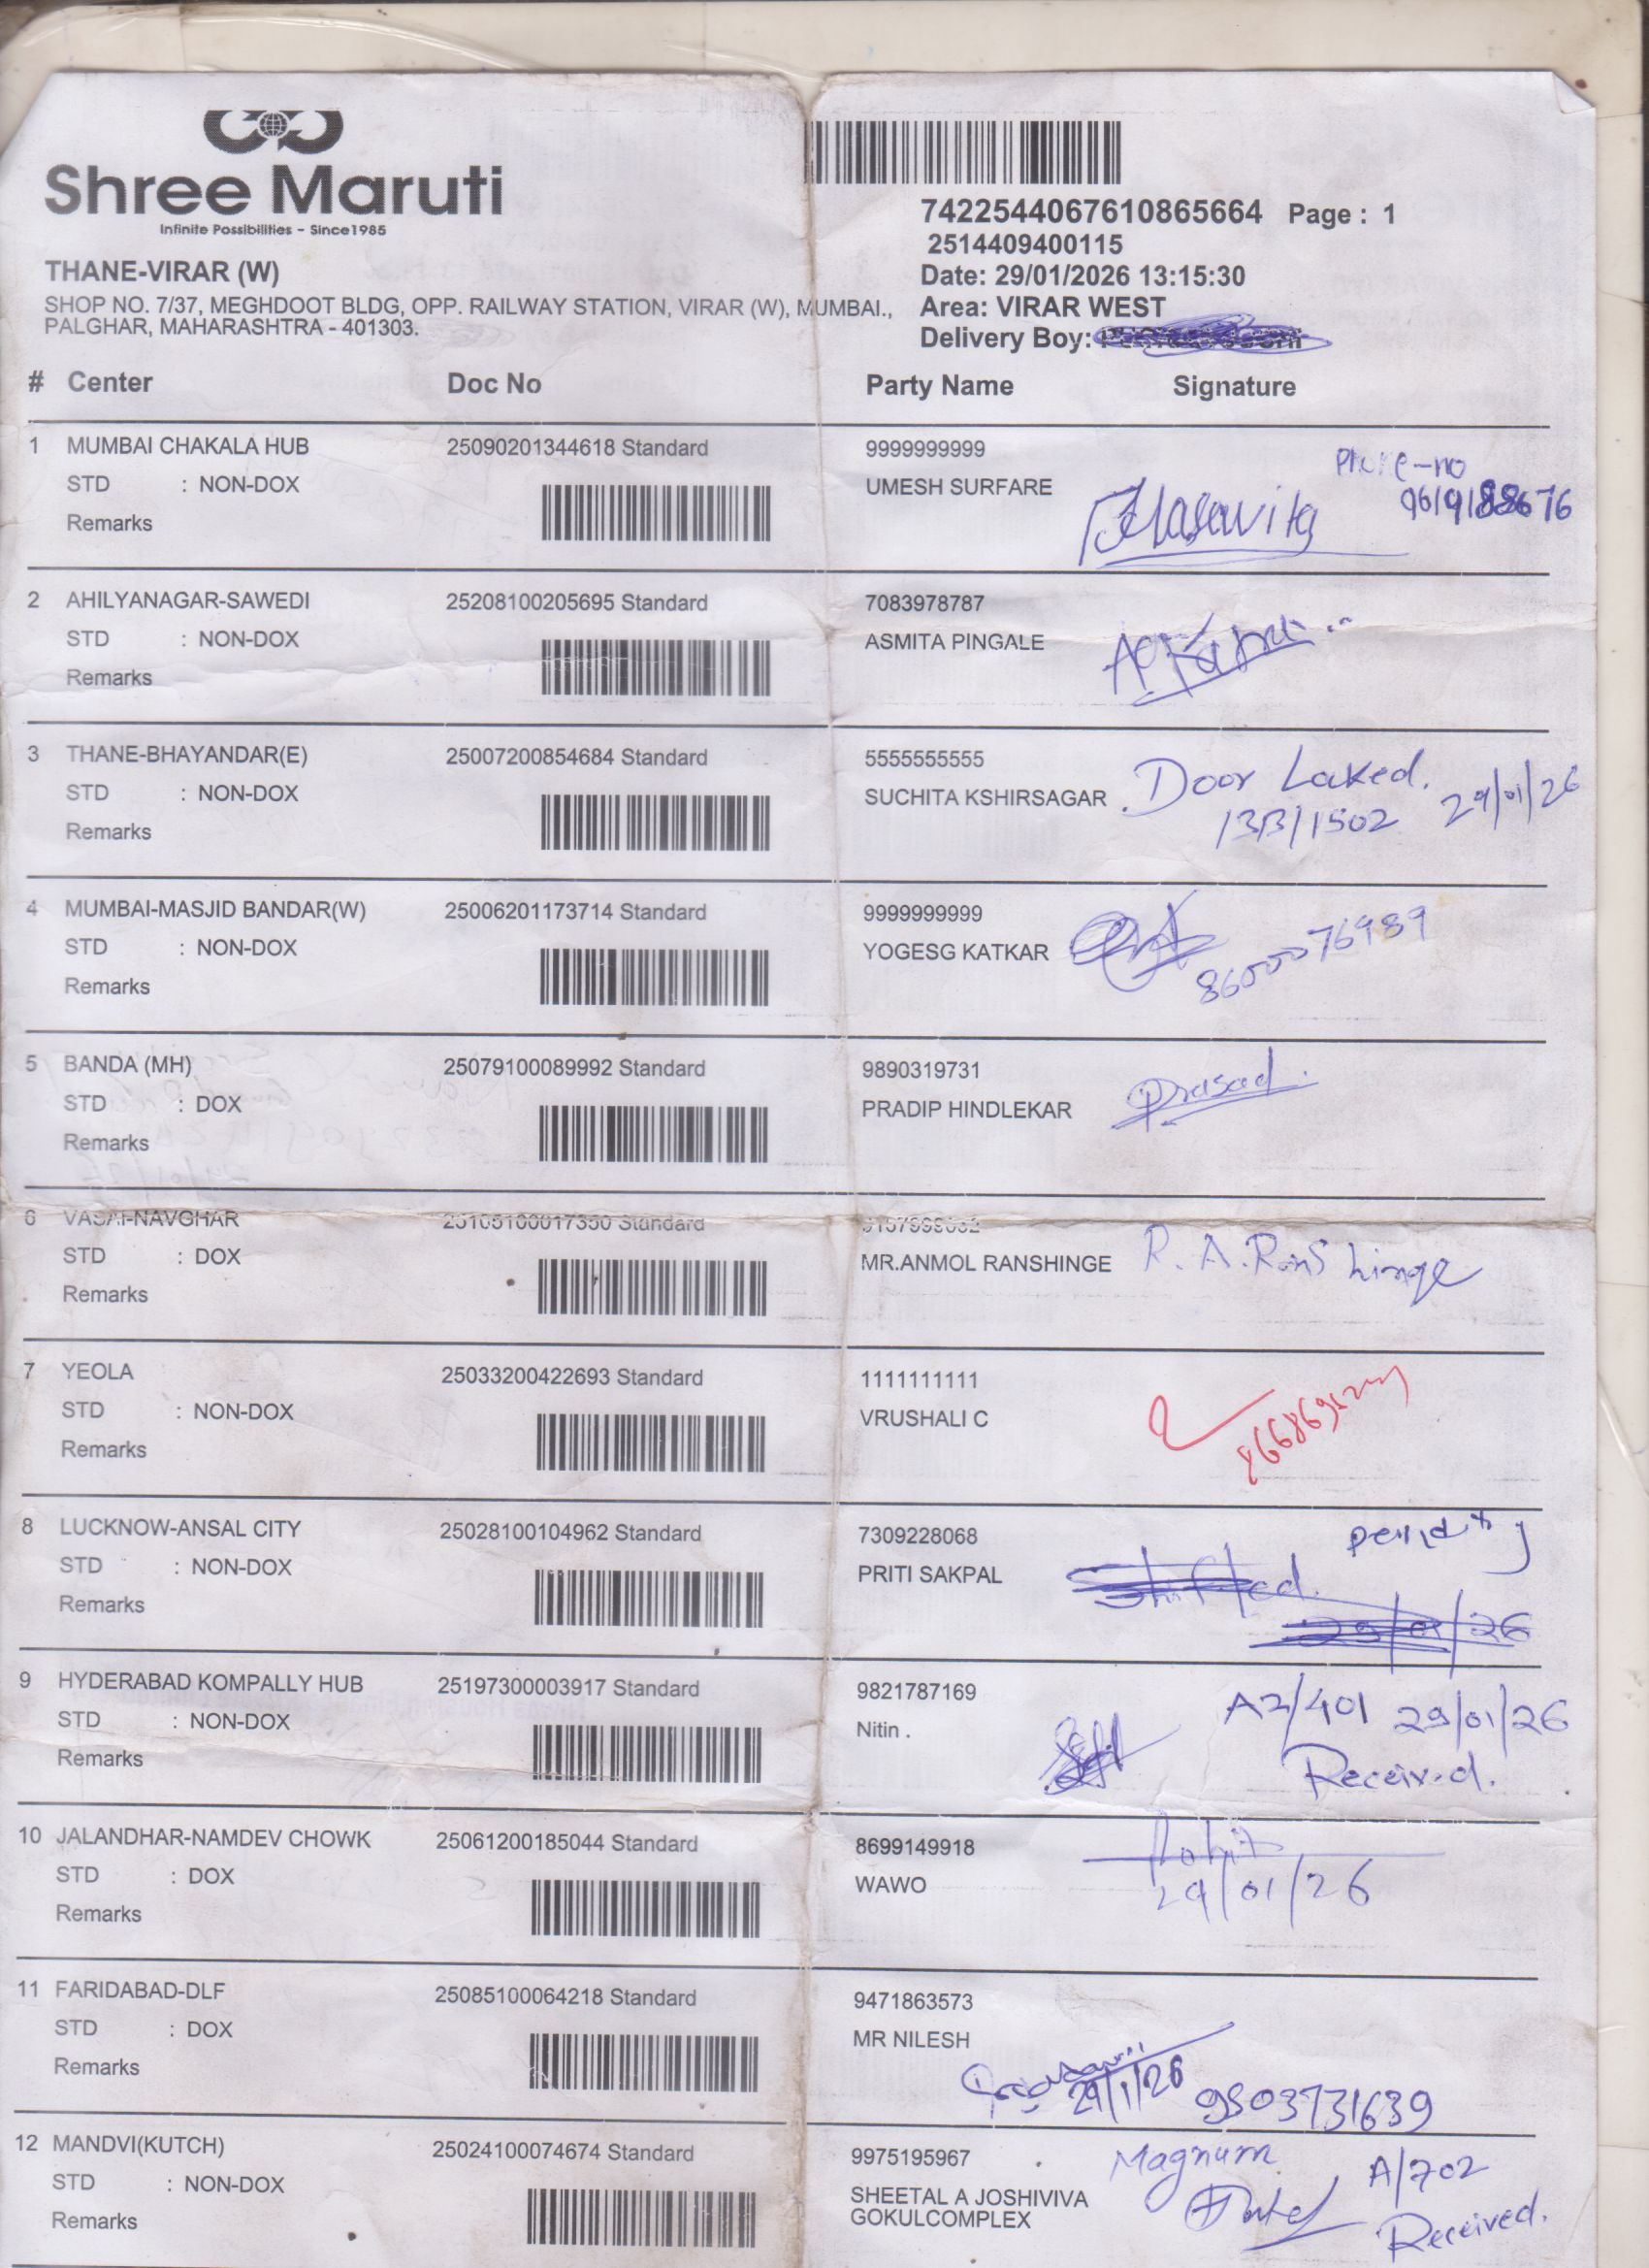 Shree Maruti
Infinite Possibilities - Since1985
THANE-VIRAR (W)
SHOP NO. 7/37, MEGHDOOT BLDG, OPP. RAILWAY STATION, VIRAR (W), MUMBAI.,
PALGHAR, MAHARASHTRA - 401303.
7422544067610865664 Page : 1
2514409400115
Date: 29/01/2026 13:15:30
Area: VIRAR WEST
Delivery Boy:
# Center Doc No Party Name Signature
1 MUMBAI CHAKALA HUB 25090201344618 Standard 9999999999
STD : NON-DOX UMESH SURFARE
Remarks
2 AHILYANAGAR-SAWEDI 25208100205695 Standard 7083978787
STD : NON-DOX ASMITA PINGALE
Remarks
3 THANE-BHAYANDAR(E) 25007200854684 Standard 5555555555
STD : NON-DOX SUCHITA KSHIRSAGAR Door Laked.
Remarks 13B/1502 29/01/26
4 MUMBAI-MASJID BANDAR(W) 25006201173714 Standard 9999999999
STD : NON-DOX YOGESG KATKAR
Remarks
5 BANDA (MH) 25079100089992 Standard 9890319731
STD : DOX PRADIP HINDLEKAR Prasad.
Remarks
6 VASAI-NAVGHAR 25105100017350 Standard
STD : DOX MR.ANMOL RANSHINGE R. A. Ranshinge
Remarks
7 YEOLA 25033200422693 Standard 1111111111
STD : NON-DOX VRUSHALI C
Remarks
8 LUCKNOW-ANSAL CITY 25028100104962 Standard 7309228068
STD : NON-DOX PRITI SAKPAL
Remarks
9 HYDERABAD KOMPALLY HUB 25197300003917 Standard 9821787169
STD : NON-DOX Nitin . A2/401 29/01/26
Remarks Received.
10 JALANDHAR-NAMDEV CHOWK 25061200185044 Standard 8699149918
STD : DOX WAWO 29/01/26
Remarks
11 FARIDABAD-DLF 25085100064218 Standard 9471863573
STD : DOX MR NILESH
Remarks 29/1/26 9503731639
12 MANDVI(KUTCH) 25024100074674 Standard 9975195967 Magnum A/702
STD : NON-DOX SHEETAL A JOSHIVIVA
Remarks GOKULCOMPLEX Received.